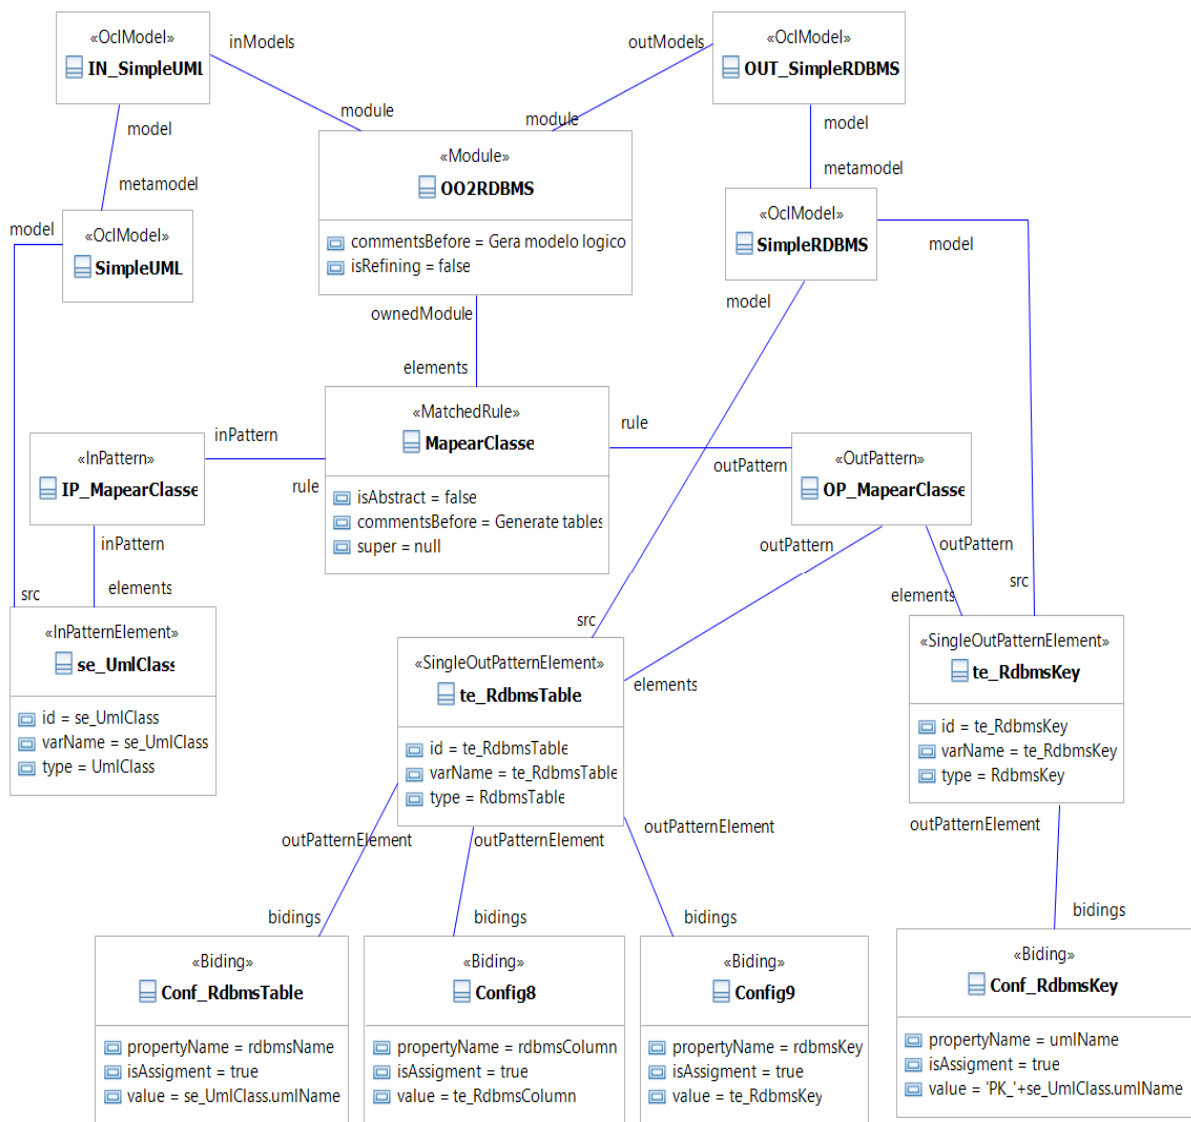 «OclModel»
IN_SimpleUML
inModels
outModels
«OclModel»
OUT_SimpleRDBMS
model
module
module
model
metamodel
«Module»
OO2RDBMS
commentsBefore = Gera modelo logico
isRefining = false
metamodel
model
«OclModel»
SimpleUML
«OclModel»
SimpleRDBMS
model
model
ownedModule
elements
«MatchedRule»
MapearClasse
isAbstract = false
commentsBefore = Generate tables
super = null
inPattern
rule
rule
outPattern
«InPattern»
IP_MapearClasse
«OutPattern»
OP_MapearClasse
inPattern
elements
src
outPattern
outPattern
elements
src
src
elements
«InPatternElement»
se_UmlClass
id = se_UmlClass
varName = se_UmlClass
type = UmlClass
«SingleOutPatternElement»
te_RdbmsTable
id = te_RdbmsTable
varName = te_RdbmsTable
type = RdbmsTable
«SingleOutPatternElement»
te_RdbmsKey
id = te_RdbmsKey
varName = te_RdbmsKey
type = RdbmsKey
outPatternElement
outPatternElement
outPatternElement
outPatternElement
bidings
bidings
bidings
bidings
«Biding»
Conf_RdbmsTable
propertyName = rdbmsName
isAssigment = true
value = se_UmlClass.umlName
«Biding»
Config8
propertyName = rdbmsColumn
isAssigment = true
value = te_RdbmsColumn
«Biding»
Config9
propertyName = rdbmsKey
isAssigment = true
value = te_RdbmsKey
«Biding»
Conf_RdbmsKey
propertyName = umlName
isAssigment = true
value = 'PK_'+se_UmlClass.umlName